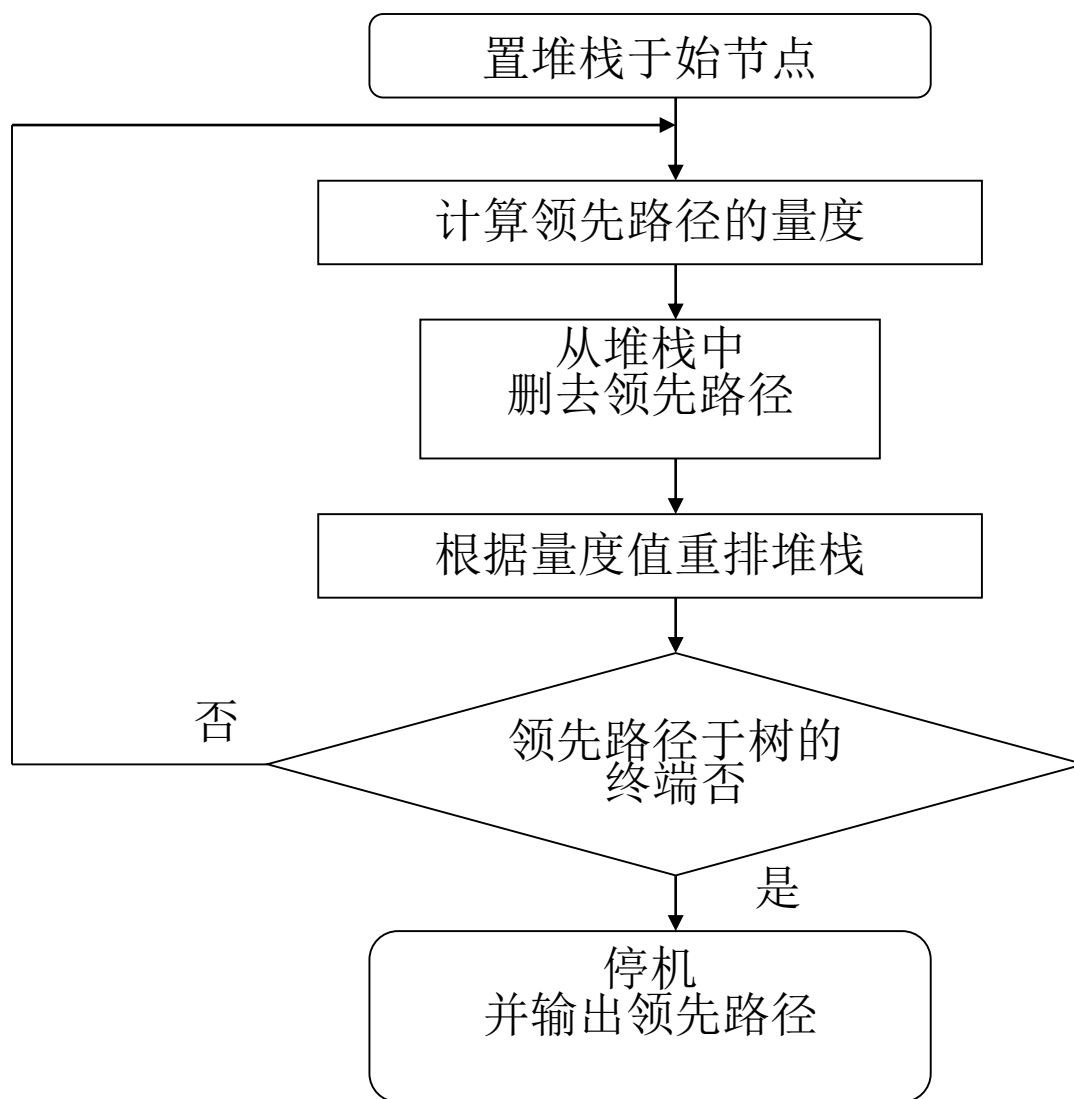 置堆栈于始节点
计算领先路径的量度
从堆栈中
删去领先路径
根据量度值重排堆栈
否
领先路径于树的
终端否
是
停机
并输出领先路径